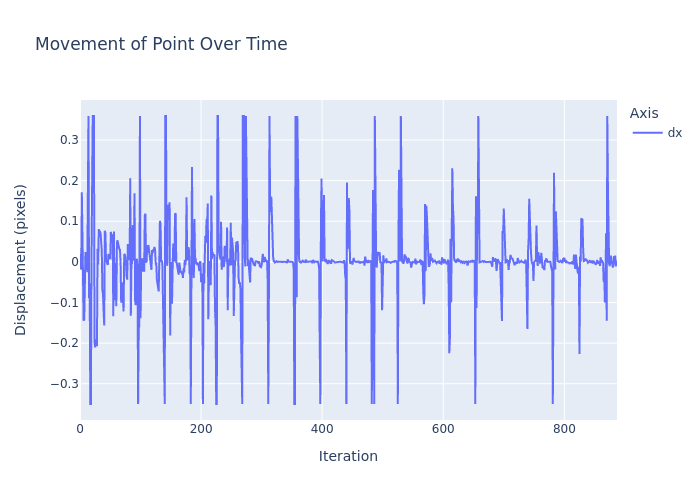 Movement of Point Over Time
Axis
dx
Displacement (pixels)
0.3
0.2
0.1
0
−0.1
−0.2
−0.3
0
200
400
600
800
Iteration